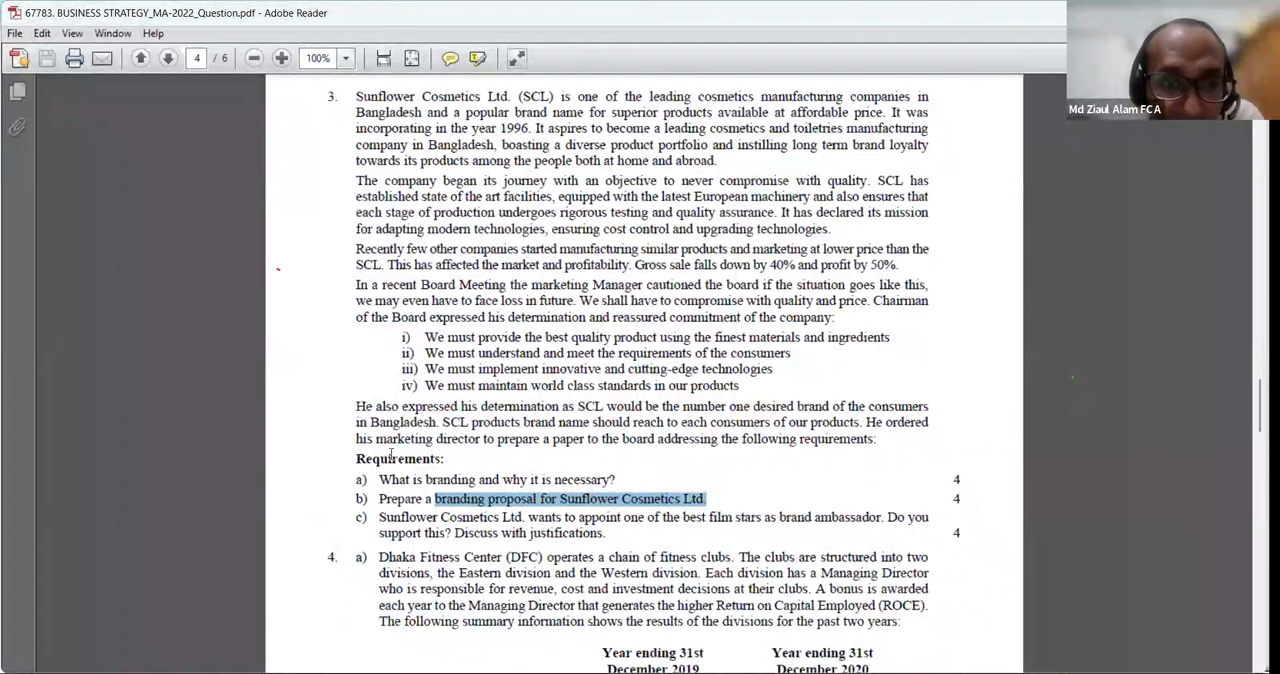 67783. BUSINESS STRATEGY_MA-2022_Question.pdf - Adobe Reader
File Edit View Window Help
4 / 6 100%
Md Ziaul Alam FCA
3. Sunflower Cosmetics Ltd. (SCL) is one of the leading cosmetics manufacturing companies in
Bangladesh and a popular brand name for superior products available at affordable price. It was
incorporating in the year 1996. It aspires to become a leading cosmetics and toiletries manufacturing
company in Bangladesh, boasting a diverse product portfolio and instilling long term brand loyalty
towards its products among the people both at home and abroad.
The company began its journey with an objective to never compromise with quality. SCL has
established state of the art facilities, equipped with the latest European machinery and also ensures that
each stage of production undergoes rigorous testing and quality assurance. It has declared its mission
for adapting modern technologies, ensuring cost control and upgrading technologies.
Recently few other companies started manufacturing similar products and marketing at lower price than the
SCL. This has affected the market and profitability. Gross sale falls down by 40% and profit by 50%.
In a recent Board Meeting the marketing Manager cautioned the board if the situation goes like this,
we may even have to face loss in future. We shall have to compromise with quality and price. Chairman
of the Board expressed his determination and reassured commitment of the company:
i) We must provide the best quality product using the finest materials and ingredients
ii) We must understand and meet the requirements of the consumers
iii) We must implement innovative and cutting-edge technologies
iv) We must maintain world class standards in our products
He also expressed his determination as SCL would be the number one desired brand of the consumers
in Bangladesh. SCL products brand name should reach to each consumers of our products. He ordered
his marketing director to prepare a paper to the board addressing the following requirements:
Requirements:
a) What is branding and why it is necessary? 4
b) Prepare a branding proposal for Sunflower Cosmetics Ltd. 4
c) Sunflower Cosmetics Ltd. wants to appoint one of the best film stars as brand ambassador. Do you
support this? Discuss with justifications. 4
4. a) Dhaka Fitness Center (DFC) operates a chain of fitness clubs. The clubs are structured into two
divisions, the Eastern division and the Western division. Each division has a Managing Director
who is responsible for revenue, cost and investment decisions at their clubs. A bonus is awarded
each year to the Managing Director that generates the higher Return on Capital Employed (ROCE).
The following summary information shows the results of the divisions for the past two years:
Year ending 31st Year ending 31st
December 2019 December 2020